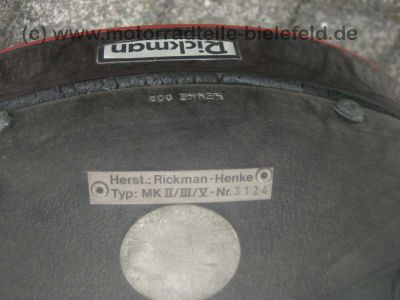 (c) www.motorradteile-bielefeld.de
Rickman
Herst.: Rickman-Henke
Typ: MK II/III/V-Nr. 3124